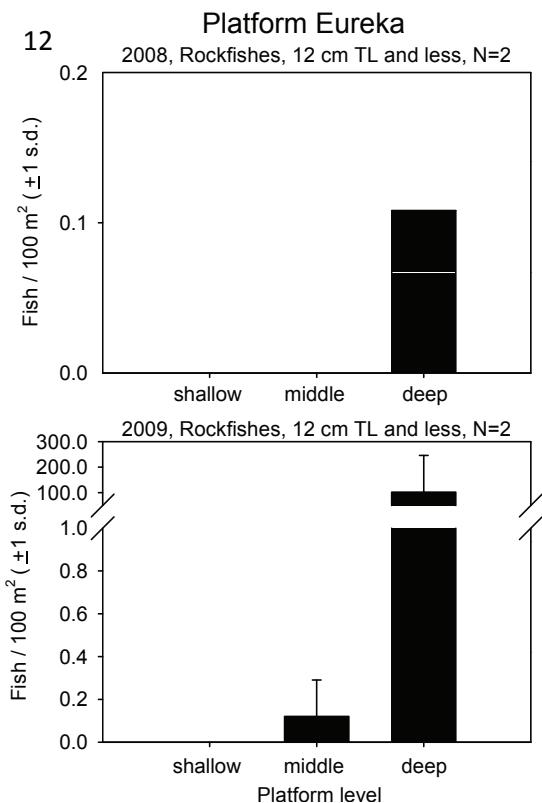 12
Platform Eureka
2008, Rockfishes, 12 cm TL and less, N=2
Fish / 100 m² ( ±1 s.d.)
0.2
0.1
0.0
shallow middle deep
2009, Rockfishes, 12 cm TL and less, N=2
Fish / 100 m² ( ±1 s.d.)
300.0
200.0
100.0
1.0
0.8
0.6
0.4
0.2
0.0
shallow middle deep
Platform level